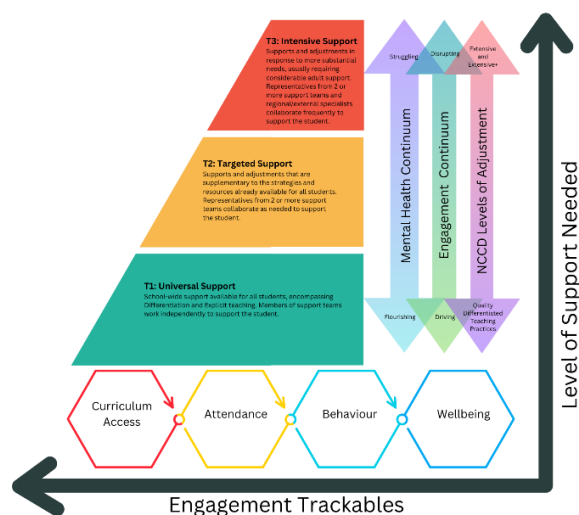 T3: Intensive Support
Supports and adjustments in
response to more substantial
needs, usually requiring
considerable adult support.
Representatives from 2 or
more support teams and
regional/external specialists
collaborate frequently to
support the student.
T2: Targeted Support
Supports and adjustments that are
supplementary to the strategies and
resources already available for all students.
Representatives from 2 or more support
teams collaborate as needed to support
the student.
T1: Universal Support
School-wide support available for all students, encompassing
Differentiation and Explicit teaching. Members of support teams
work independently to support the student.
Struggling
Mental Health Continuum
Flourishing
Disrupting
Engagement Continuum
Driving
Extensive
and
Extensive+
NCCD Levels of Adjustment
Quality
Differentiated
Teaching
Practices
Level of Support Needed
Curriculum
Access
Attendance
Behaviour
Wellbeing
Engagement Trackables